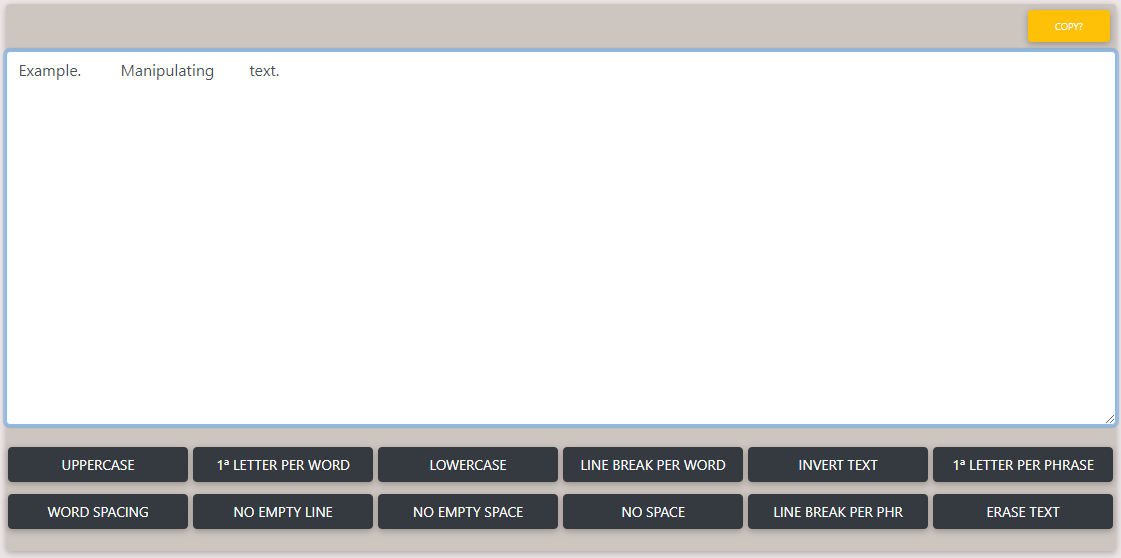 COPY?
Example. Manipulating text.
UPPERCASE 1ª LETTER PER WORD LOWERCASE LINE BREAK PER WORD INVERT TEXT 1ª LETTER PER PHRASE
WORD SPACING NO EMPTY LINE NO EMPTY SPACE NO SPACE LINE BREAK PER PHR ERASE TEXT